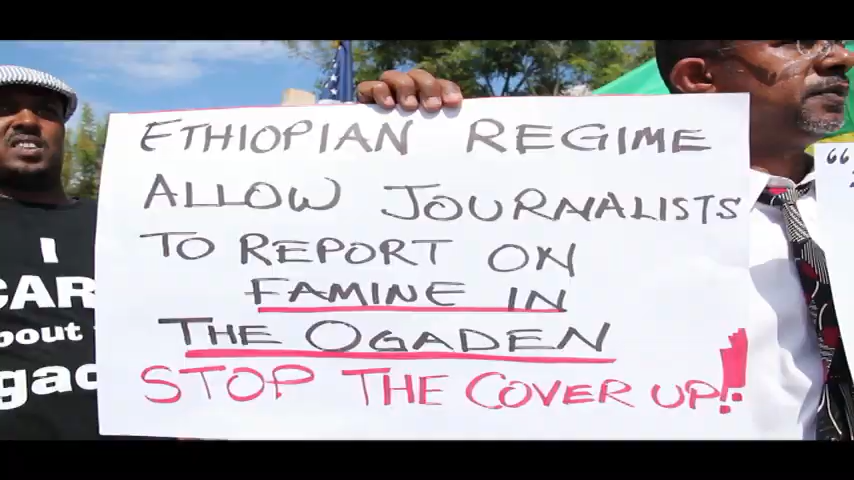 ETHIOPIAN REGIME
ALLOW JOURNALISTS
TO REPORT ON
FAMINE IN
THE OGADEN
STOP THE COVER UP!!
I
CAR
bout
gad